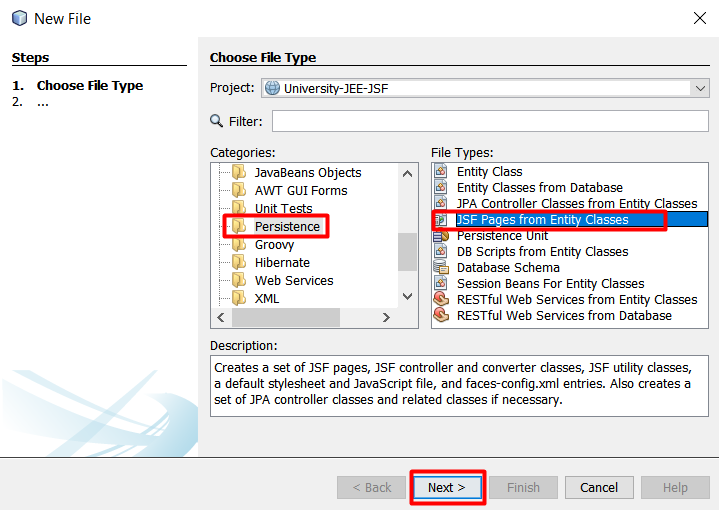 New File
Steps
1. Choose File Type
2. ...
Choose File Type
Project: University-JEE-JSF
Filter:
Categories:
JavaBeans Objects
AWT GUI Forms
Unit Tests
Persistence
Groovy
Hibernate
Web Services
XML
File Types:
Entity Class
Entity Classes from Database
JPA Controller Classes from Entity Classes
JSF Pages from Entity Classes
Persistence Unit
DB Scripts from Entity Classes
Database Schema
Session Beans For Entity Classes
RESTful Web Services from Entity Classes
RESTful Web Services from Database
Description:
Creates a set of JSF pages, JSF controller and converter classes, JSF utility classes,
a default stylesheet and JavaScript file, and faces-config.xml entries. Also creates a
set of JPA controller classes and related classes if necessary.
< Back Next > Finish Cancel Help